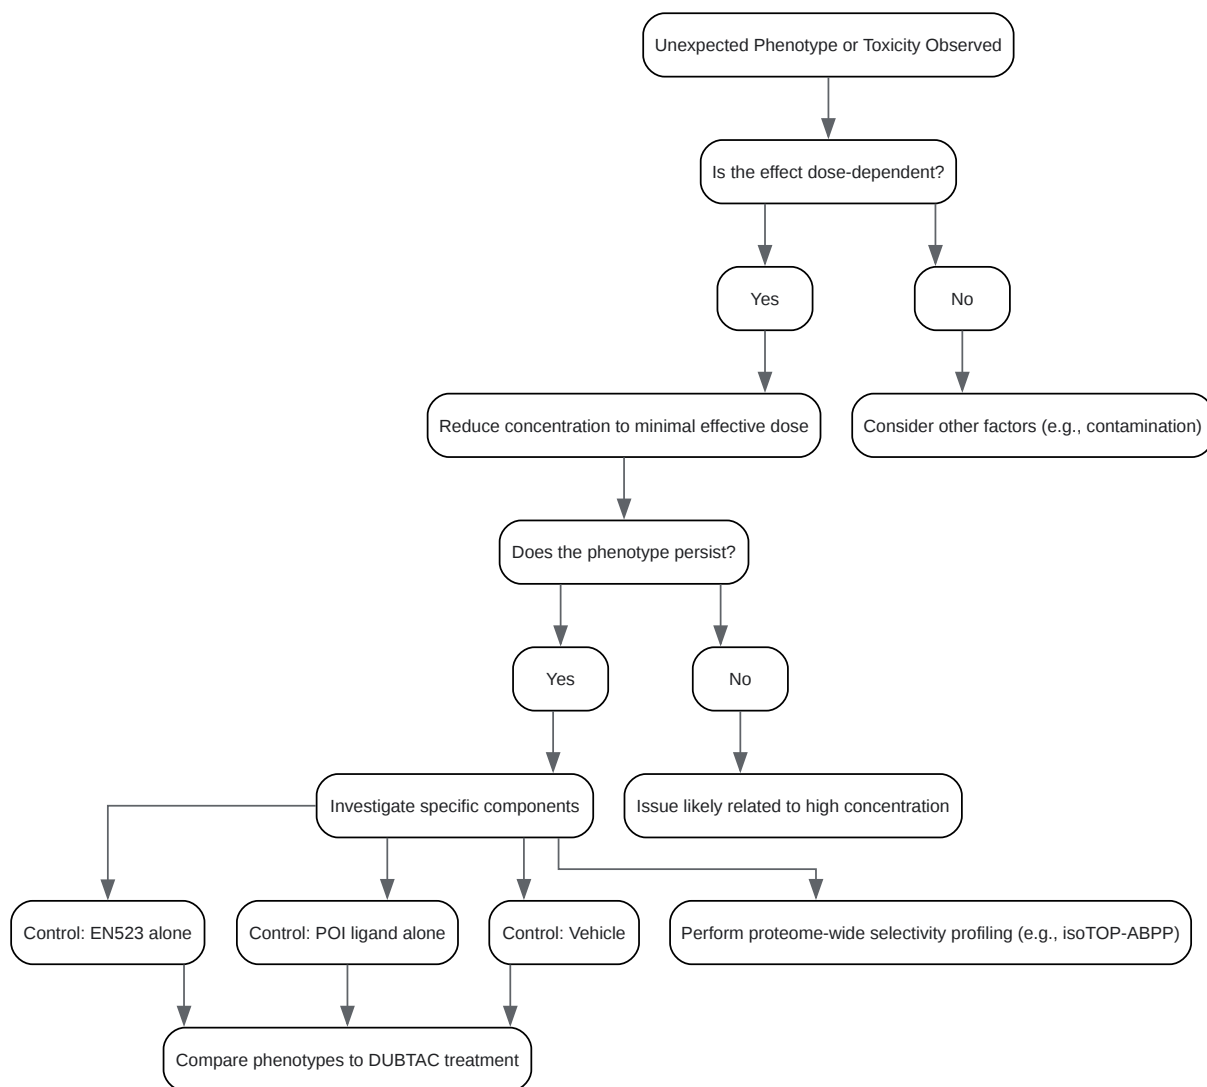 Unexpected Phenotype or Toxicity Observed
Is the effect dose-dependent?
Yes
No
Reduce concentration to minimal effective dose
Consider other factors (e.g., contamination)
Does the phenotype persist?
Yes
No
Investigate specific components
Issue likely related to high concentration
Control: EN523 alone
Control: POI ligand alone
Control: Vehicle
Perform proteome-wide selectivity profiling (e.g., isoTOP-ABPP)
Compare phenotypes to DUBTAC treatment